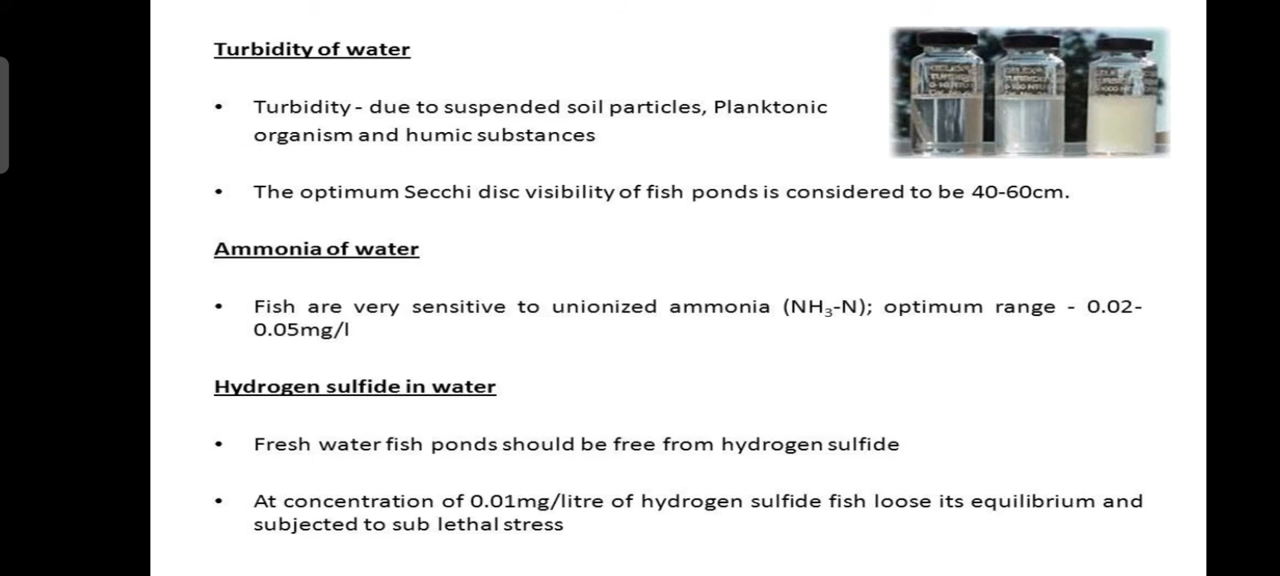 Turbidity of water
• Turbidity - due to suspended soil particles, Planktonic
organism and humic substances
• The optimum Secchi disc visibility of fish ponds is considered to be 40-60cm.
Ammonia of water
• Fish are very sensitive to unionized ammonia (NH₃-N); optimum range - 0.02-
0.05mg/l
Hydrogen sulfide in water
• Fresh water fish ponds should be free from hydrogen sulfide
• At concentration of 0.01mg/litre of hydrogen sulfide fish loose its equilibrium and
subjected to sub lethal stress